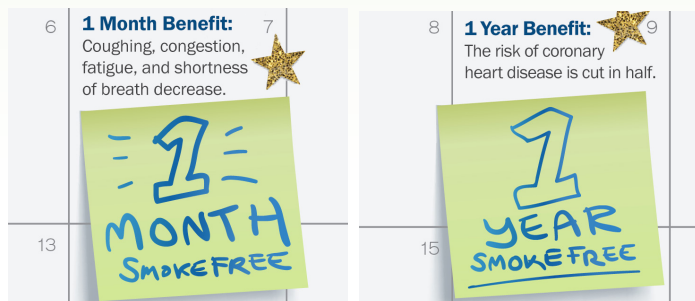 6
1 Month Benefit:
7
Coughing, congestion,
fatigue, and shortness
of breath decrease.
1
MONTH
SMOKEFREE
13
8
1 Year Benefit:
9
The risk of coronary
heart disease is cut in half.
1
YEAR
SMOKEFREE
15